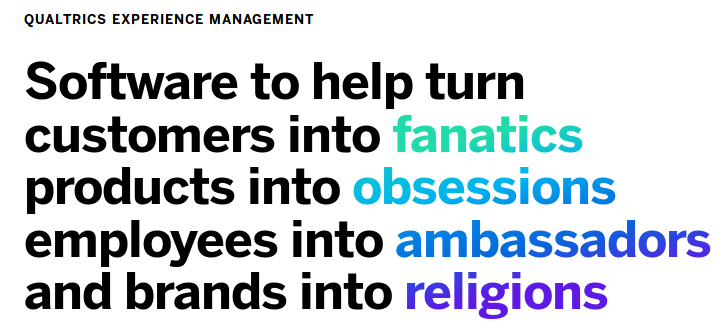 QUALTRICS EXPERIENCE MANAGEMENT
Software to help turn
customers into fanatics
products into obsessions
employees into ambassadors
and brands into religions